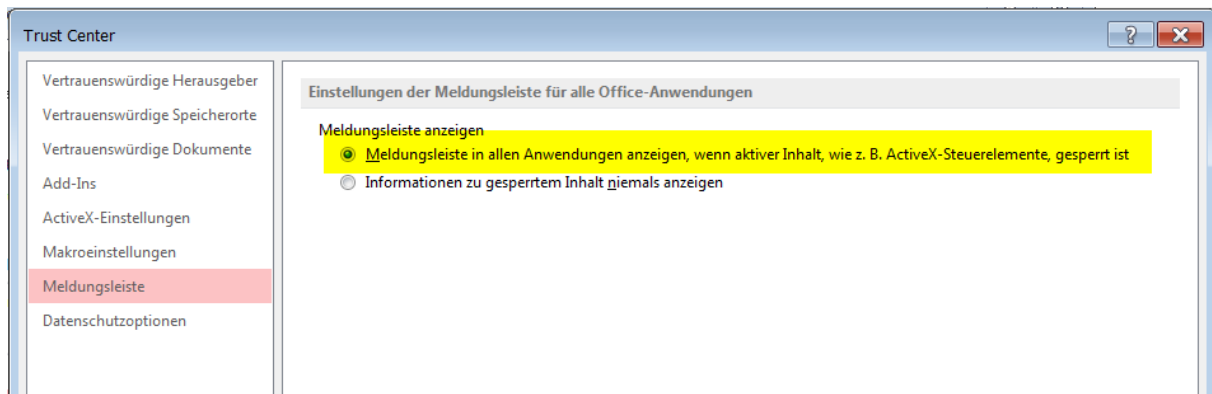 Trust Center
Vertrauenswürdige Herausgeber
Vertrauenswürdige Speicherorte
Vertrauenswürdige Dokumente
Add-Ins
ActiveX-Einstellungen
Makroeinstellungen
Meldungsleiste
Datenschutzoptionen
Einstellungen der Meldungsleiste für alle Office-Anwendungen
Meldungsleiste anzeigen
Meldungsleiste in allen Anwendungen anzeigen, wenn aktiver Inhalt, wie z. B. ActiveX-Steuerelemente, gesperrt ist
Informationen zu gesperrtem Inhalt niemals anzeigen